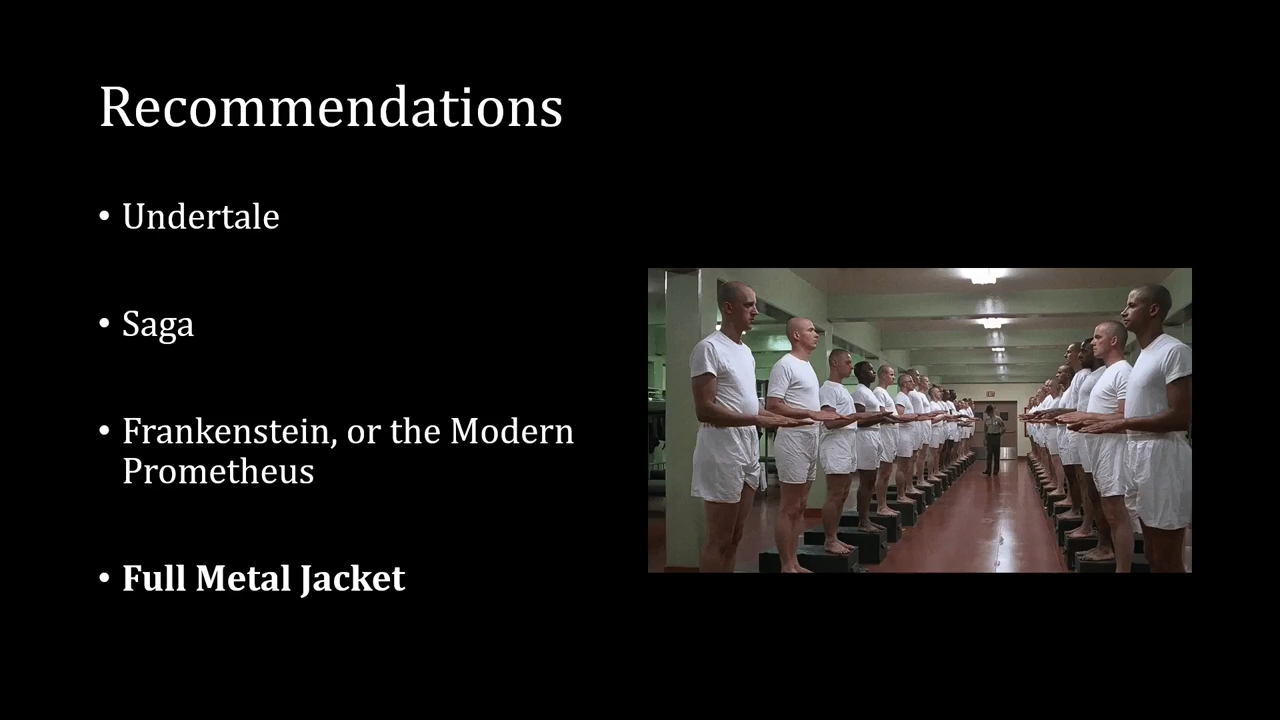 Recommendations
• Undertale
• Saga
• Frankenstein, or the Modern
Prometheus
• Full Metal Jacket